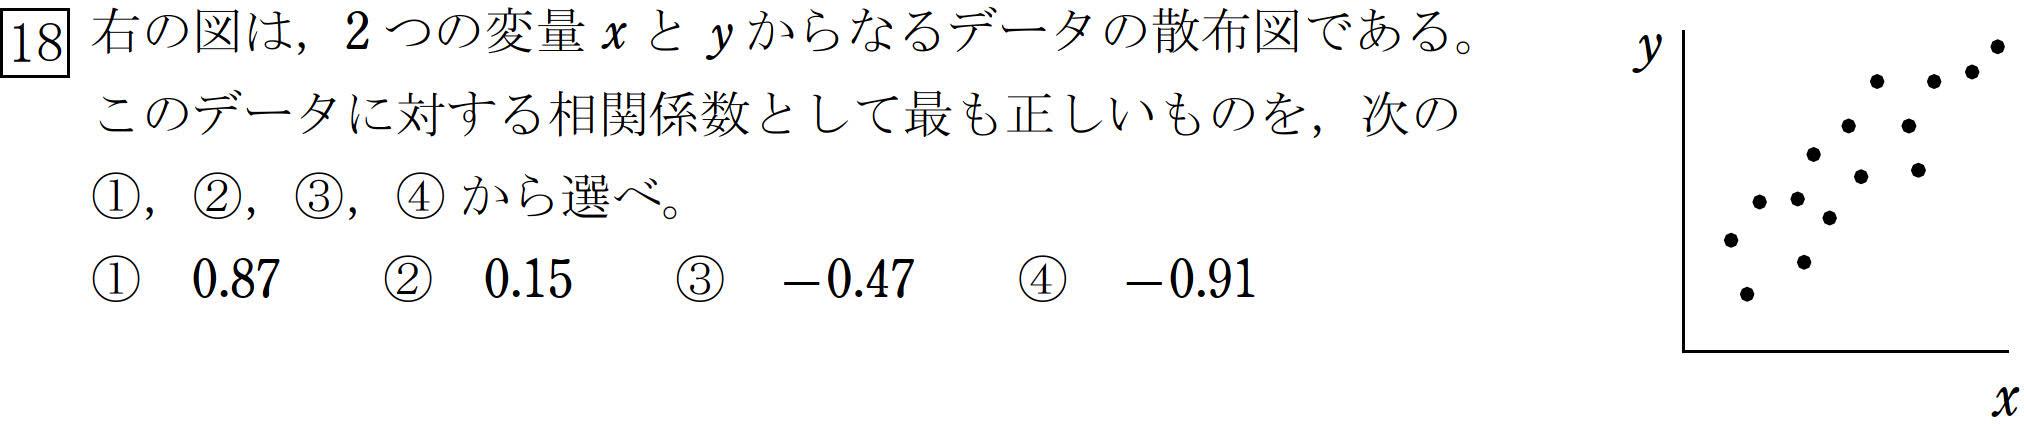 18 右の図は，2 つの変量 x と y からなるデータの散布図である。
このデータに対する相関係数として最も正しいものを，次の
①，②，③，④ から選べ。
① 0.87 ② 0.15 ③ −0.47 ④ −0.91
y
x